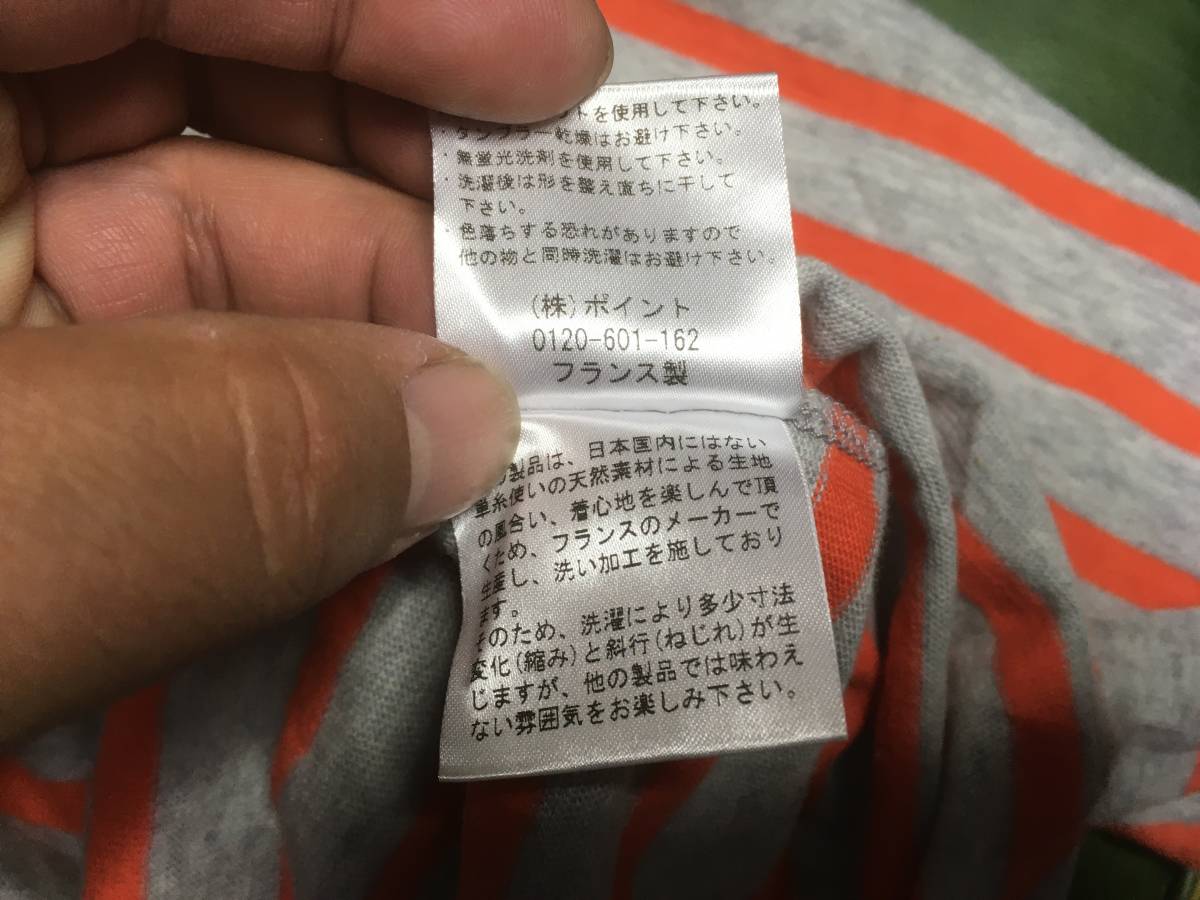 トを使用して下さい。
タンブラー乾燥はお避け下さい。
・無蛍光洗剤を使用して下さい。
・洗濯後は形を整え直ちに干して
下さい。
・色落ちする恐れがありますので
他の物と同時洗濯はお避け下さい。
(株)ポイント
0120-601-162
フランス製
の製品は、日本国内にはない
単糸使いの天然素材による生地
の風合い、着心地を楽しんで頂
くため、フランスのメーカーで
生産し、洗い加工を施しており
ます。
そのため、洗濯により多少寸法
変化(縮み)と斜行(ねじれ)が生
じますが、他の製品では味わえ
ない雰囲気をお楽しみ下さい。